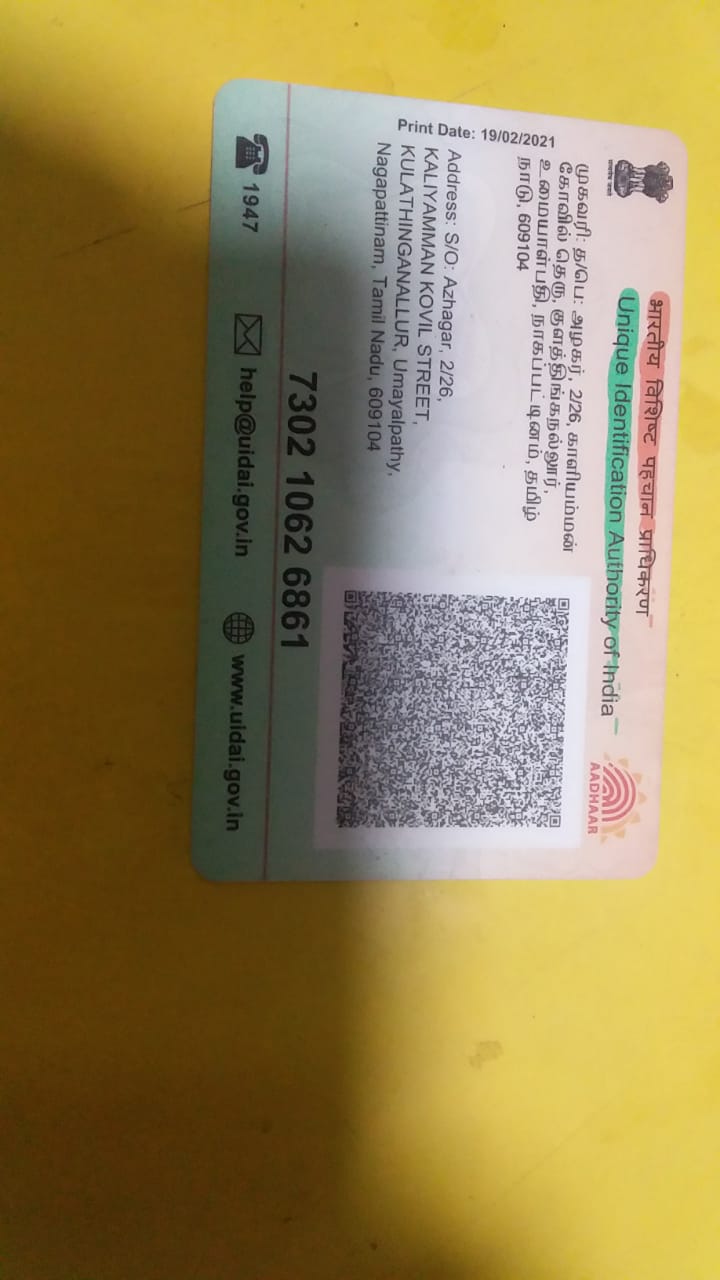 भारतीय विशिष्ट पहचान प्राधिकरण
Unique Identification Authority of India
AADHAAR
Print Date: 19/02/2021
முகவரி: த/பெ: அழகர், 2/26, காளியம்மன்
கோவில் தெரு, குளத்திங்கநல்லூர்,
உமையாள்பதி, நாகப்பட்டினம், தமிழ்
நாடு, 609104
Address: S/O: Azhagar, 2/26,
KALIYAMMAN KOVIL STREET,
KULATHINGANALLUR, Umayalpathy,
Nagapattinam, Tamil Nadu, 609104
7302 1062 6861
1947
help@uidai.gov.in
www.uidai.gov.in